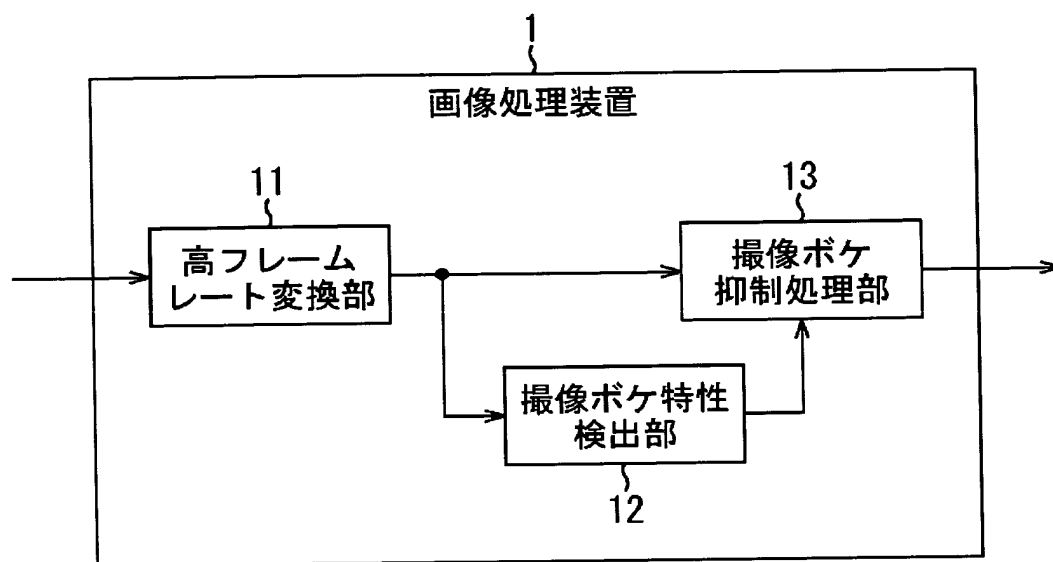 1
画像処理装置
11
高フレーム
レート変換部
13
撮像ボケ
抑制処理部
撮像ボケ特性
検出部
12